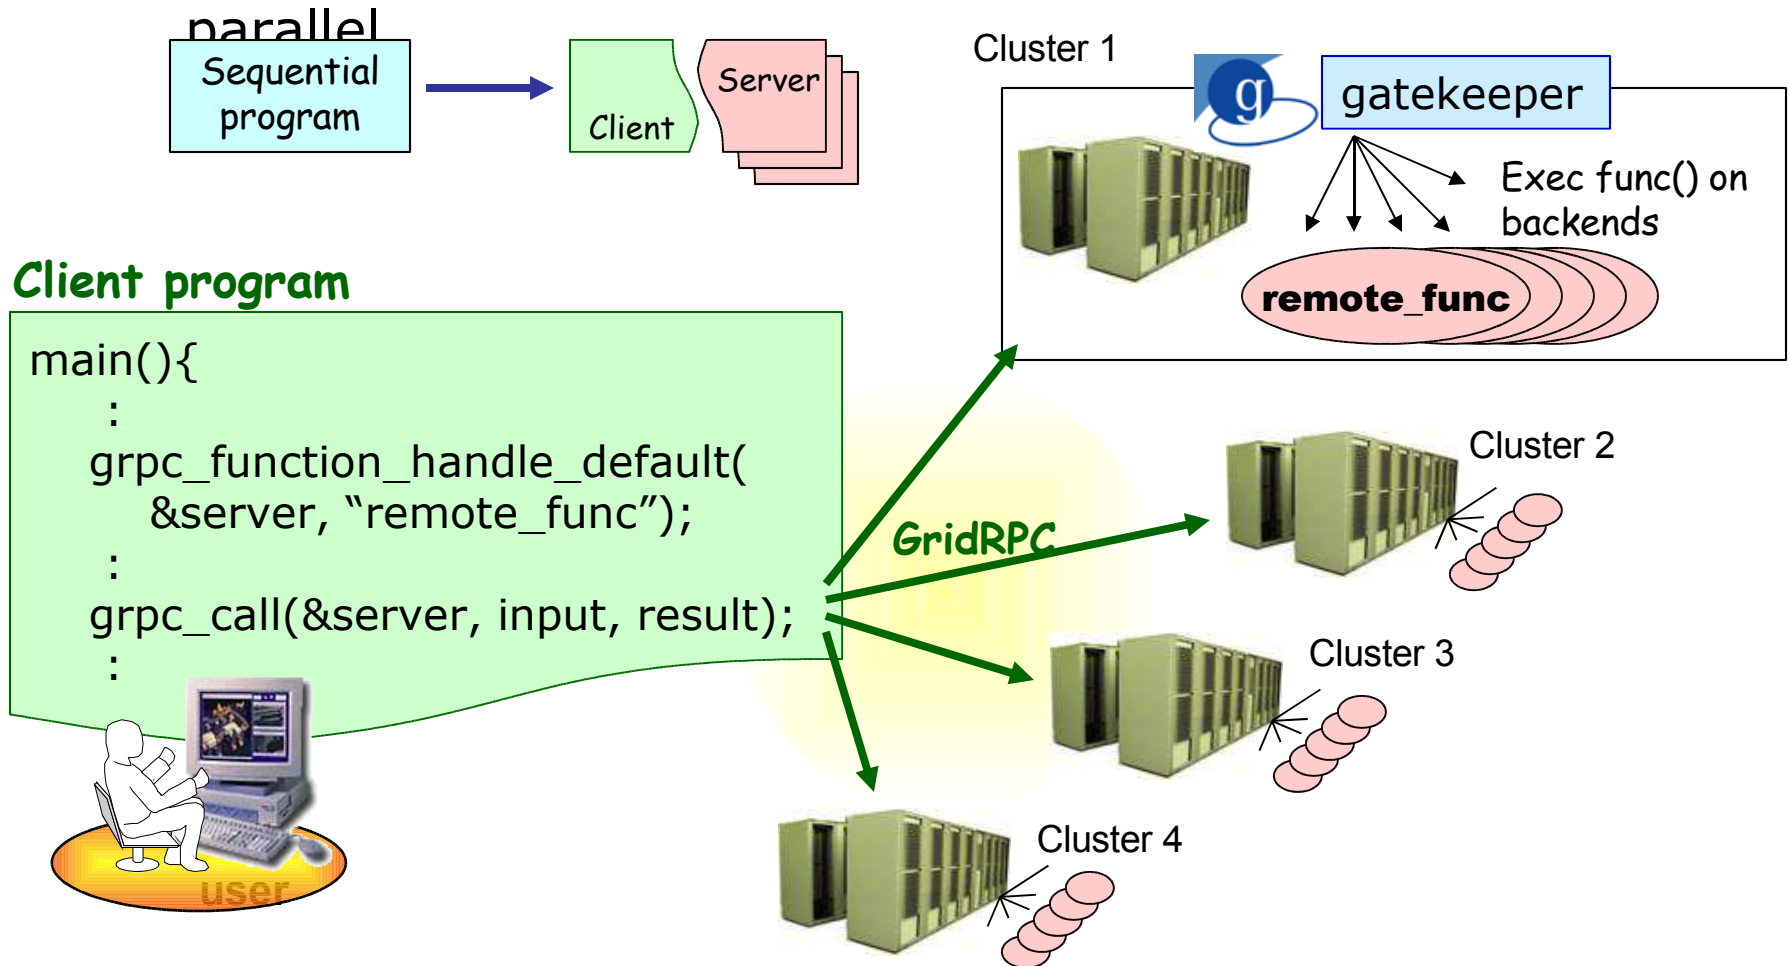 parallel
Sequential
program
Client
Server
Cluster 1
g
gatekeeper
Exec func() on
backends
remote_func
Client program
main(){
:
grpc_function_handle_default(
&server, “remote_func”);
:
grpc_call(&server, input, result);
:
GridRPC
Cluster 2
Cluster 3
Cluster 4
user